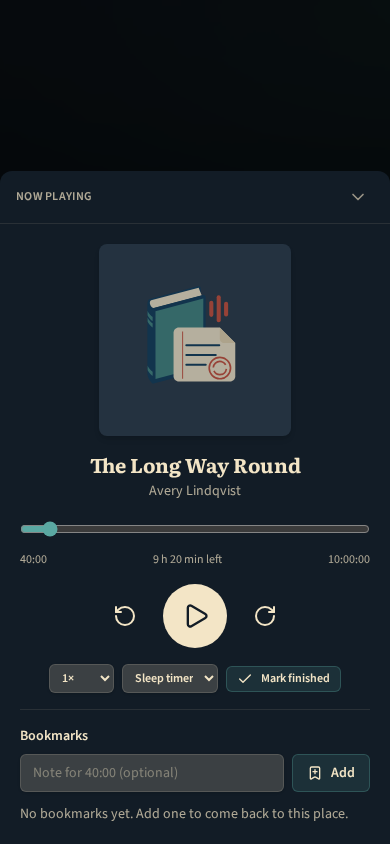 NOW PLAYING
The Long Way Round
Avery Lindqvist
40:00 9 h 20 min left 10:00:00
1× Sleep timer Mark finished
Bookmarks
Note for 40:00 (optional) Add
No bookmarks yet. Add one to come back to this place.